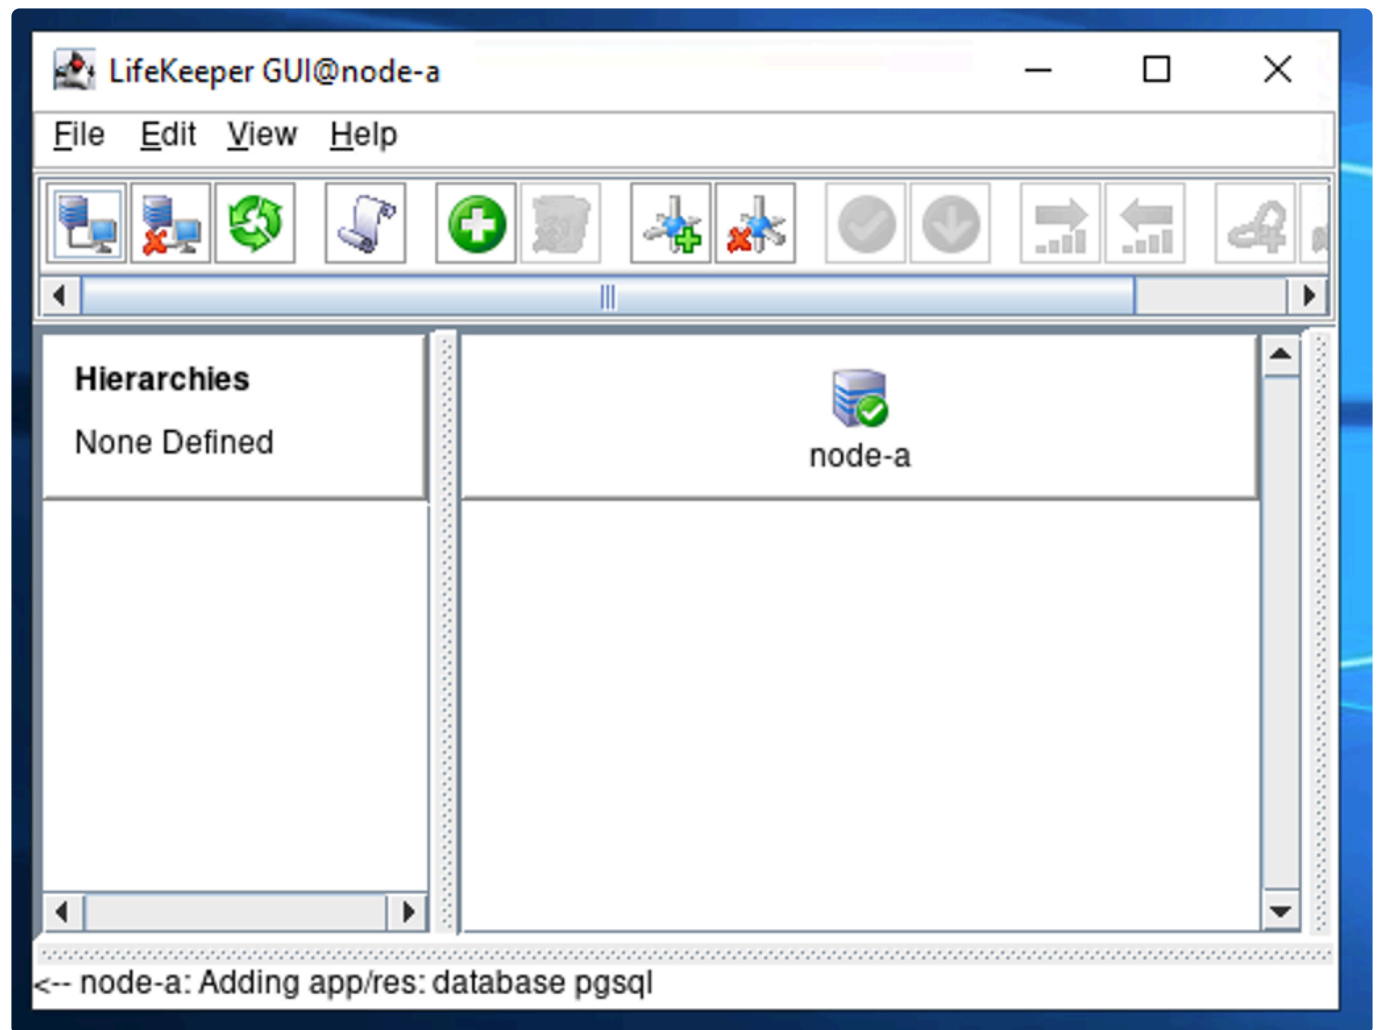 LifeKeeper GUI@node-a
File Edit View Help
Hierarchies
None Defined
node-a
<-- node-a: Adding app/res: database pgsql